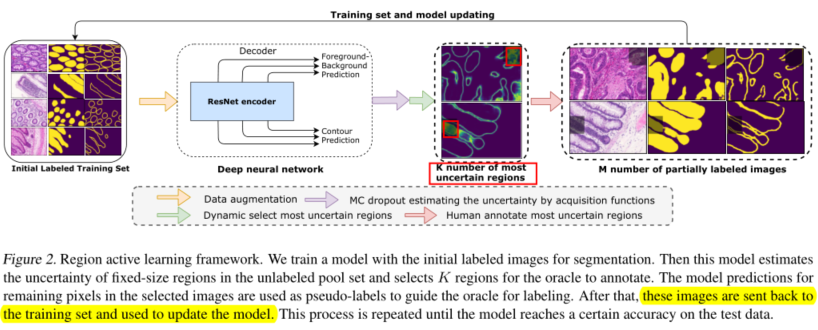 Training set and model updating
Decoder
Foreground-
Background
Prediction
ResNet encoder
Contour
Prediction
Initial Labeled Training Set
Deep neural network
K number of most
uncertain regions
M number of partially labeled images
Data augmentation
MC dropout estimating the uncertainty by acquisition functions
Dynamic select most uncertain regions
Human annotate most uncertain regions
Figure 2. Region active learning framework. We train a model with the initial labeled images for segmentation. Then this model estimates
the uncertainty of fixed-size regions in the unlabeled pool set and selects K regions for the oracle to annotate. The model predictions for
remaining pixels in the selected images are used as pseudo-labels to guide the oracle for labeling. After that, these images are sent back to
the training set and used to update the model. This process is repeated until the model reaches a certain accuracy on the test data.